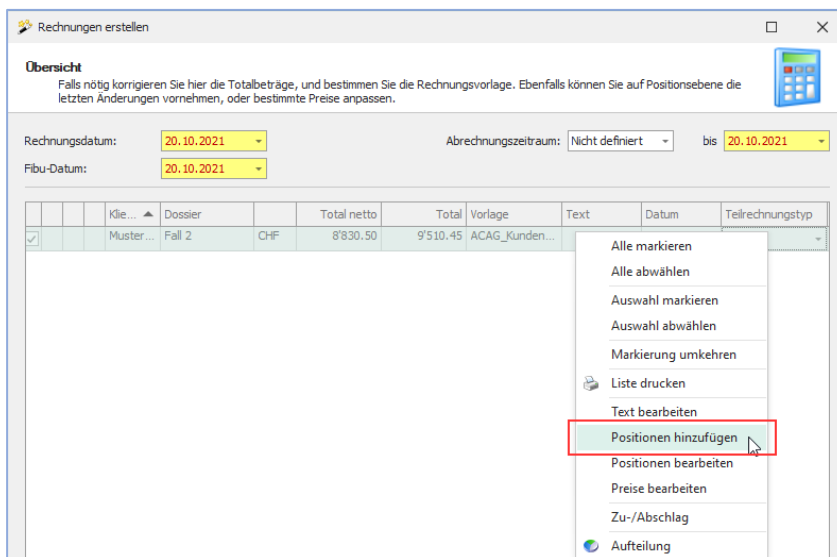 Rechnungen erstellen
Übersicht
Falls nötig korrigieren Sie hier die Totalbeträge, und bestimmen Sie die Rechnungsvorlage. Ebenfalls können Sie auf Positionsebene die
letzten Änderungen vornehmen, oder bestimmte Preise anpassen.
Rechnungsdatum: 20.10.2021 Abrechnungszeitraum: Nicht definiert bis 20.10.2021
Fibu-Datum: 20.10.2021
Klie... Dossier Total netto Total Vorlage Text Datum Teilrechnungstyp
Muster... Fall 2 CHF 8'830.50 9'510.45 ACAG_Kunden...
Alle markieren
Alle abwählen
Auswahl markieren
Auswahl abwählen
Markierung umkehren
Liste drucken
Text bearbeiten
Positionen hinzufügen
Positionen bearbeiten
Preise bearbeiten
Zu-/Abschlag
Aufteilung